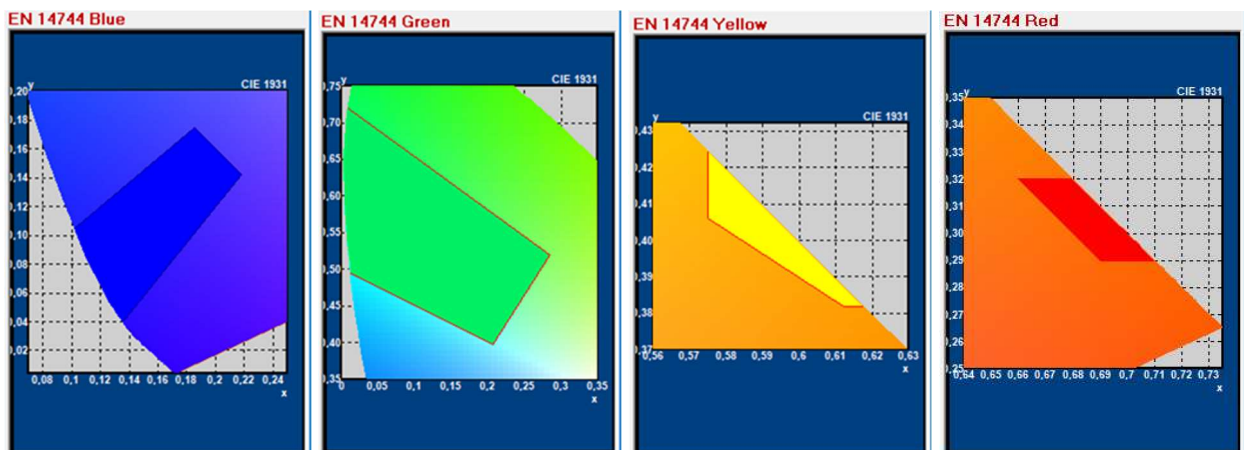 EN 14744 Blue
y
CIE 1931
0,20
0,18
0,16
0,14
0,12
0,10
0,08
0,06
0,04
0,02
0,08 0,1 0,12 0,14 0,16 0,18 0,2 0,22 0,24
x
EN 14744 Green
y
CIE 1931
0,75
0,70
0,65
0,60
0,55
0,50
0,45
0,40
0,35
0 0,05 0,1 0,15 0,2 0,25 0,3 0,35
x
EN 14744 Yellow
y
CIE 1931
0,43
0,42
0,41
0,40
0,39
0,38
0,37
0,56 0,57 0,58 0,59 0,6 0,61 0,62 0,63
x
EN 14744 Red
y
CIE 1931
0,35
0,34
0,33
0,32
0,31
0,30
0,29
0,28
0,27
0,26
0,25
0,64 0,65 0,66 0,67 0,68 0,69 0,7 0,71 0,72 0,73
x